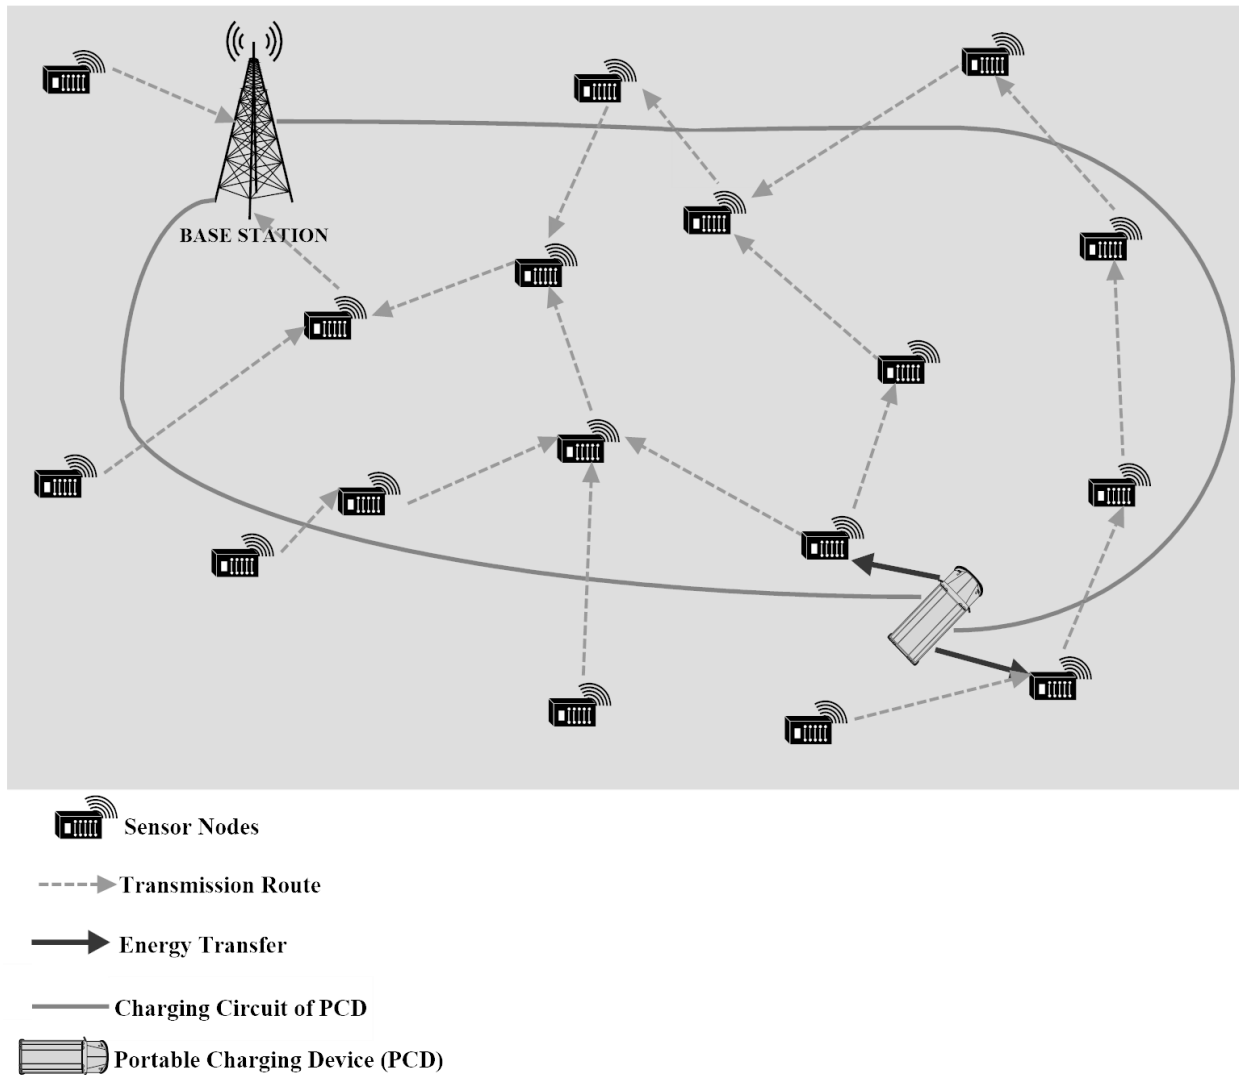 BASE STATION
Sensor Nodes
Transmission Route
Energy Transfer
Charging Circuit of PCD
Portable Charging Device (PCD)